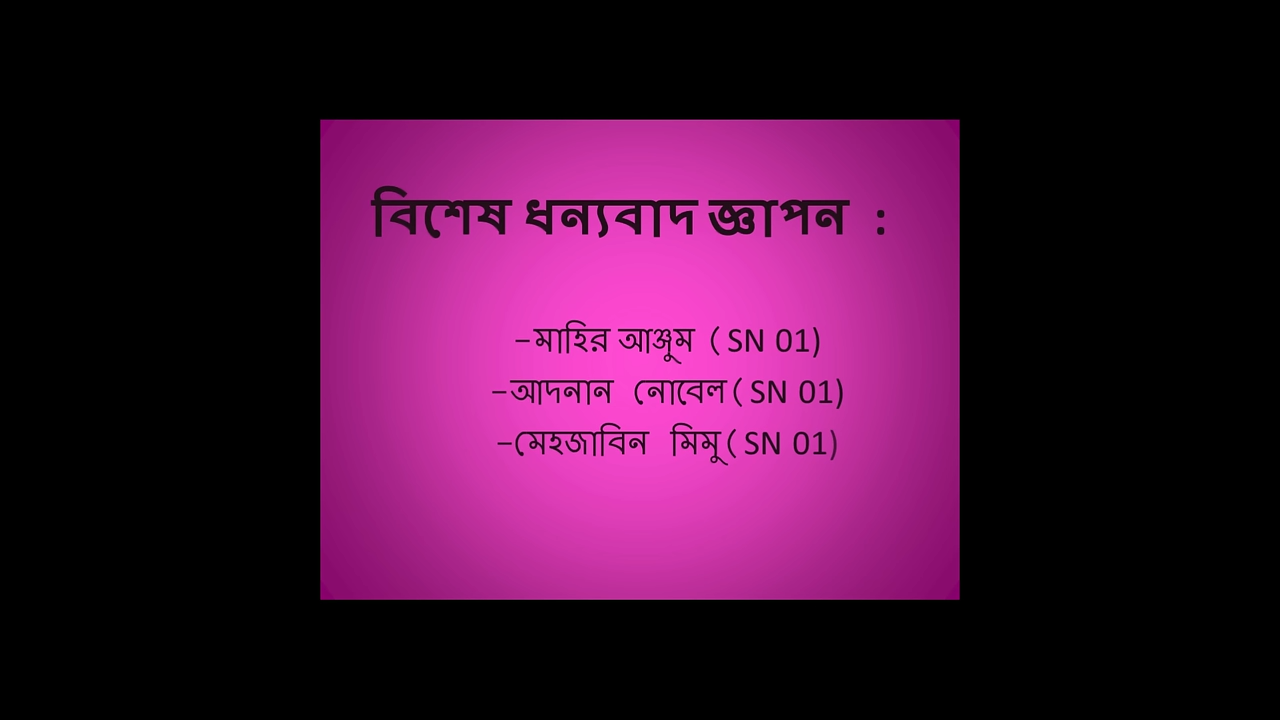 বিশেষ ধন্যবাদ জ্ঞাপন :
–মাহির আঞ্জুম (SN 01)
–আদনান নোবেল(SN 01)
–মেহজাবিন মিমু(SN 01)